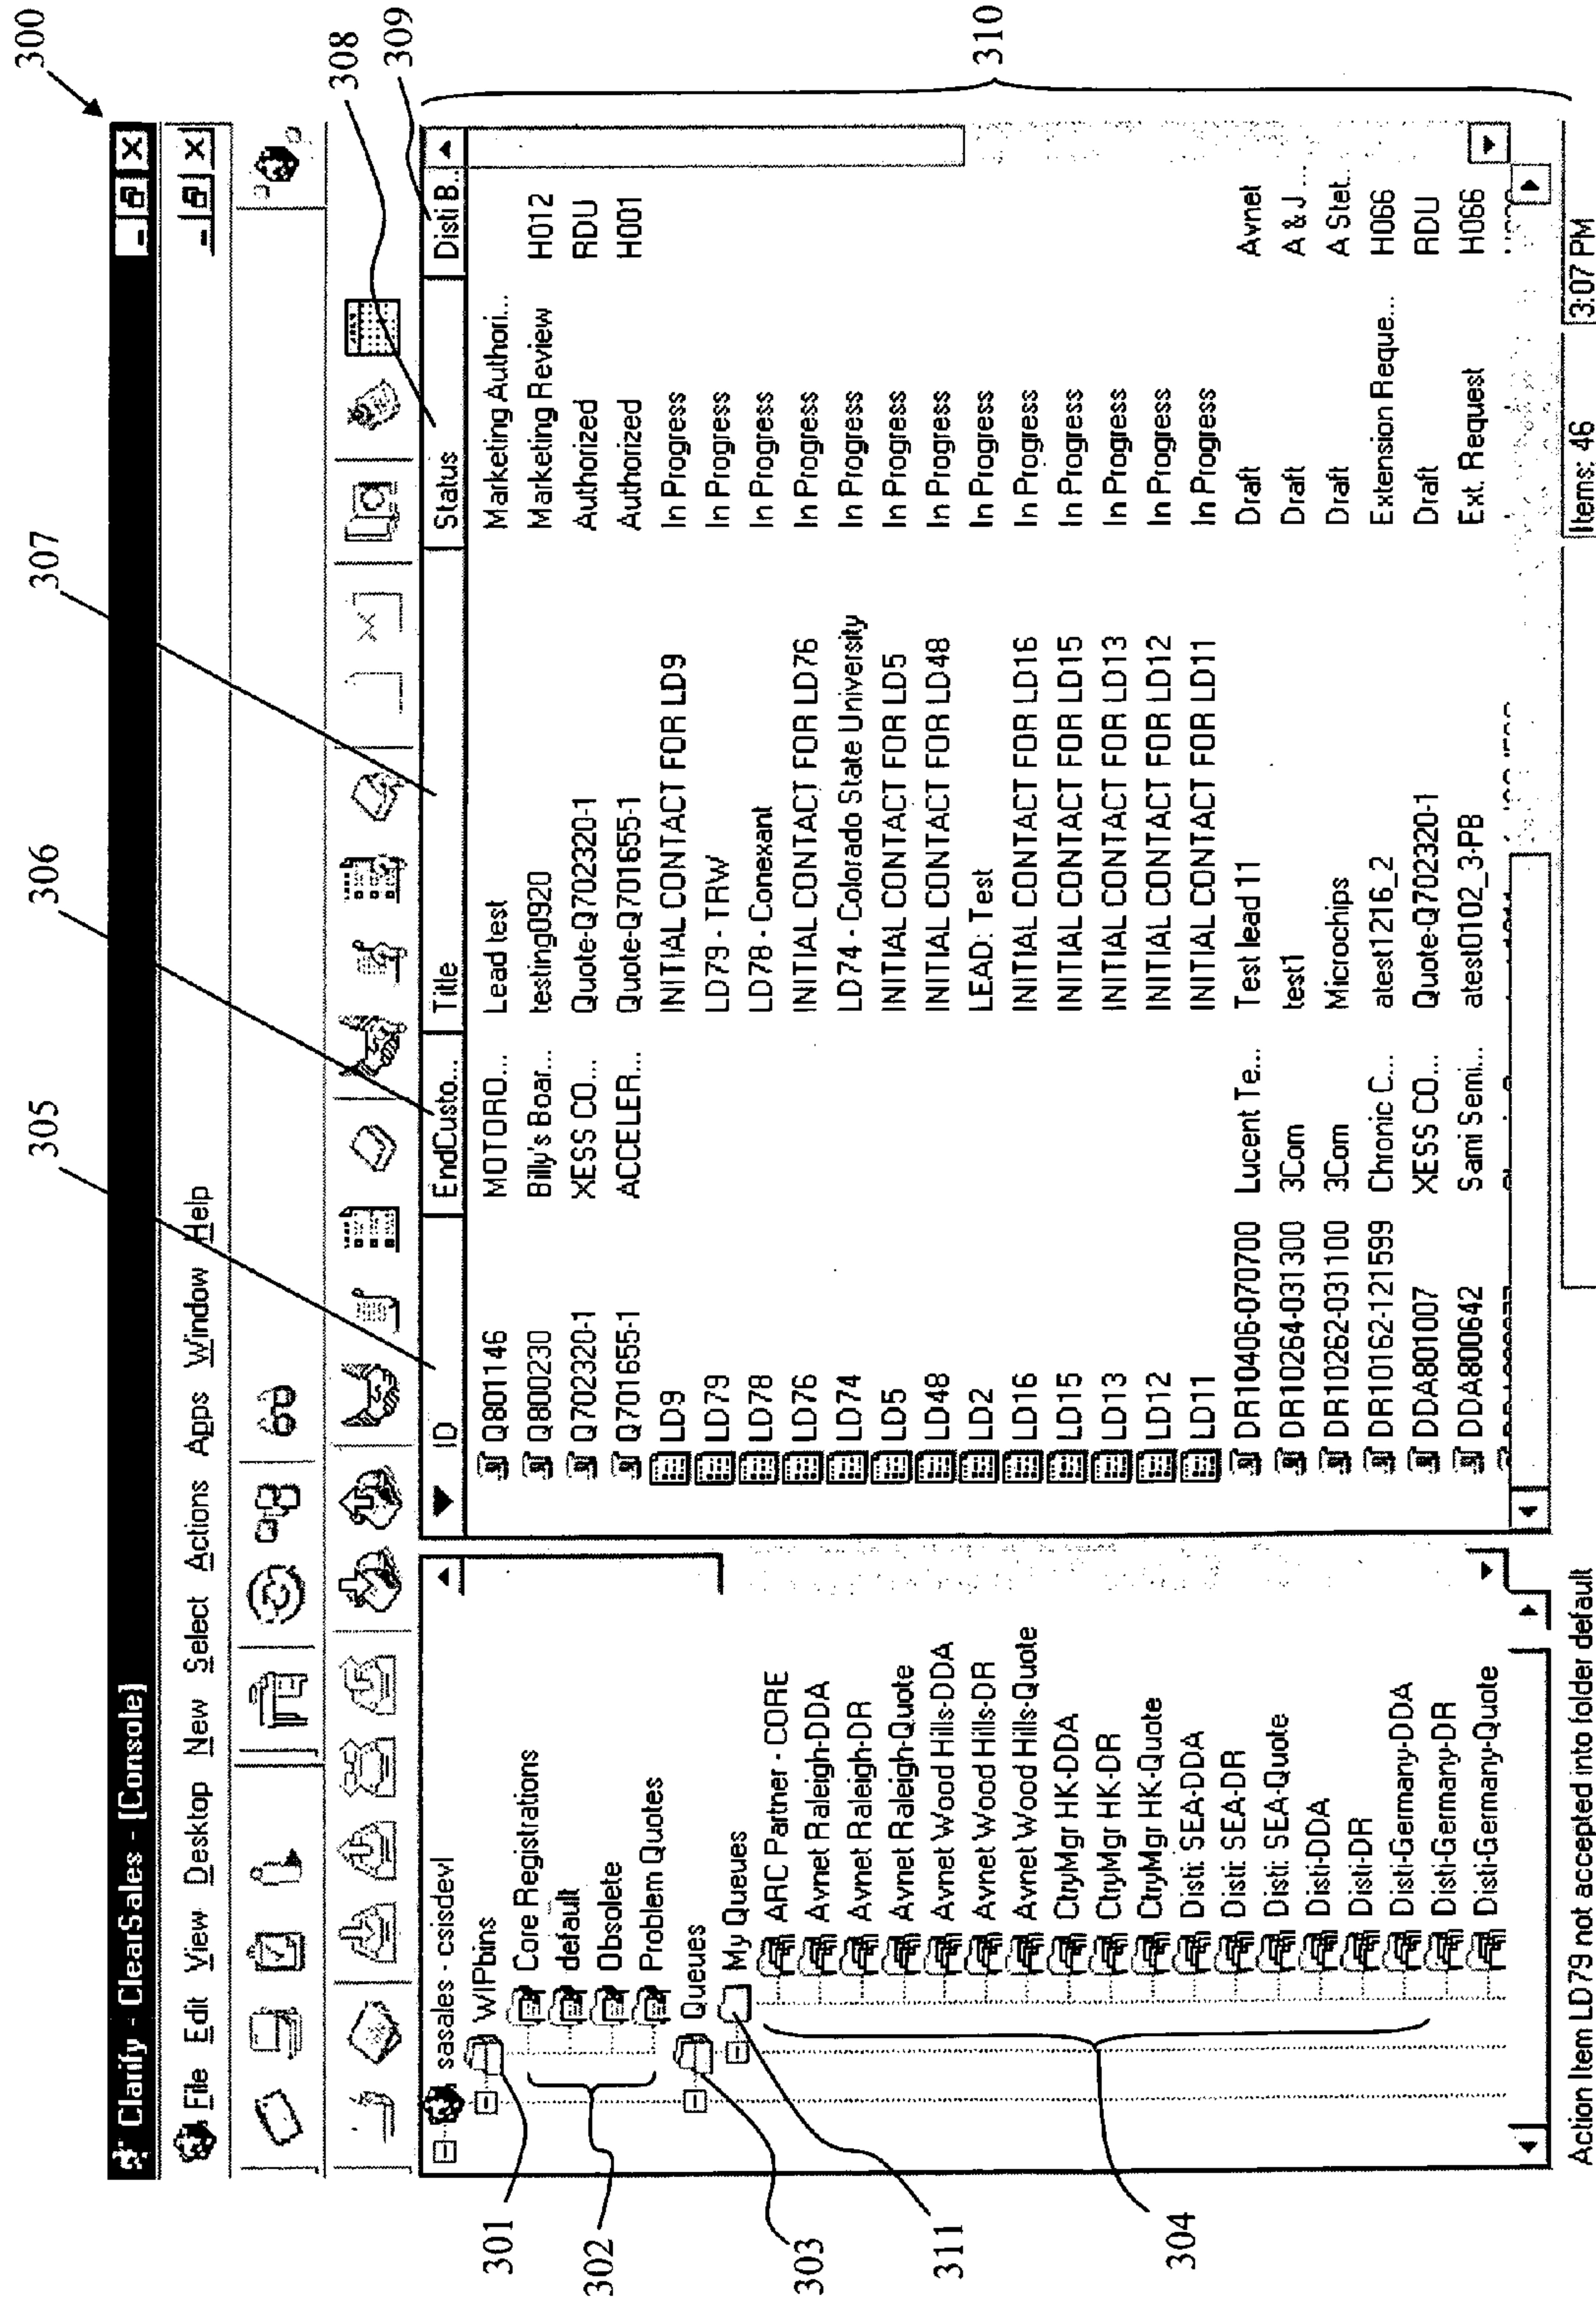 300
Clarify - ClearSales - [Console]
File Edit View Desktop New Select Actions Apps Window Help
305
306
307
308
309
310
sasales - csisdevl
WIPbins
Core Registrations
default
Obsolete
Problem Quotes
Queues
My Queues
ARC Partner - CORE
Avnet Raleigh-DDA
Avnet Raleigh-DR
Avnet Raleigh-Quote
Avnet Wood Hills-DDA
Avnet Wood Hills-DR
Avnet Wood Hills-Quote
CtryMgr HK-DDA
CtryMgr HK-DR
CtryMgr HK-Quote
Disti: SEA-DDA
Disti: SEA-DR
Disti: SEA-Quote
Disti-DDA
Disti-DR
Disti-Germany-DDA
Disti-Germany-DR
Disti-Germany-Quote
301
302
303
311
304
ID EndCusto... Title Status Disti B...
Q801146 MOTORO... Lead test Marketing Authori...
Q800230 Billy's Boar... testing0920 Marketing Review H012
Q702320-1 XESS CO... Quote-Q702320-1 Authorized RDU
Q701655-1 ACCELER... Quote-Q701655-1 Authorized H001
LD9 INITIAL CONTACT FOR LD9 In Progress
LD79 LD79 - TRW In Progress
LD78 LD78 - Conexant In Progress
LD76 INITIAL CONTACT FOR LD76 In Progress
LD74 LD74 - Colorado State University In Progress
LD5 INITIAL CONTACT FOR LD5 In Progress
LD48 INITIAL CONTACT FOR LD48 In Progress
LD2 LEAD: Test In Progress
LD16 INITIAL CONTACT FOR LD16 In Progress
LD15 INITIAL CONTACT FOR LD15 In Progress
LD13 INITIAL CONTACT FOR LD13 In Progress
LD12 INITIAL CONTACT FOR LD12 In Progress
LD11 INITIAL CONTACT FOR LD11 In Progress
DR10406-070700 Lucent Te... Test lead 11 Draft Avnet
DR10264-031300 3Com test1 Draft A & J ...
DR10262-031100 3Com Microchips Draft A Stat...
DR10162-121599 Chronic C... atest1216_2 Extension Reque... H066
DDA801007 XESS CO... Quote-Q702320-1 Draft RDU
DDA800642 Sami Semi... atest0102_3-PB Ext. Request H066
Action Item LD79 not accepted into folder default
Items: 46
3:07 PM